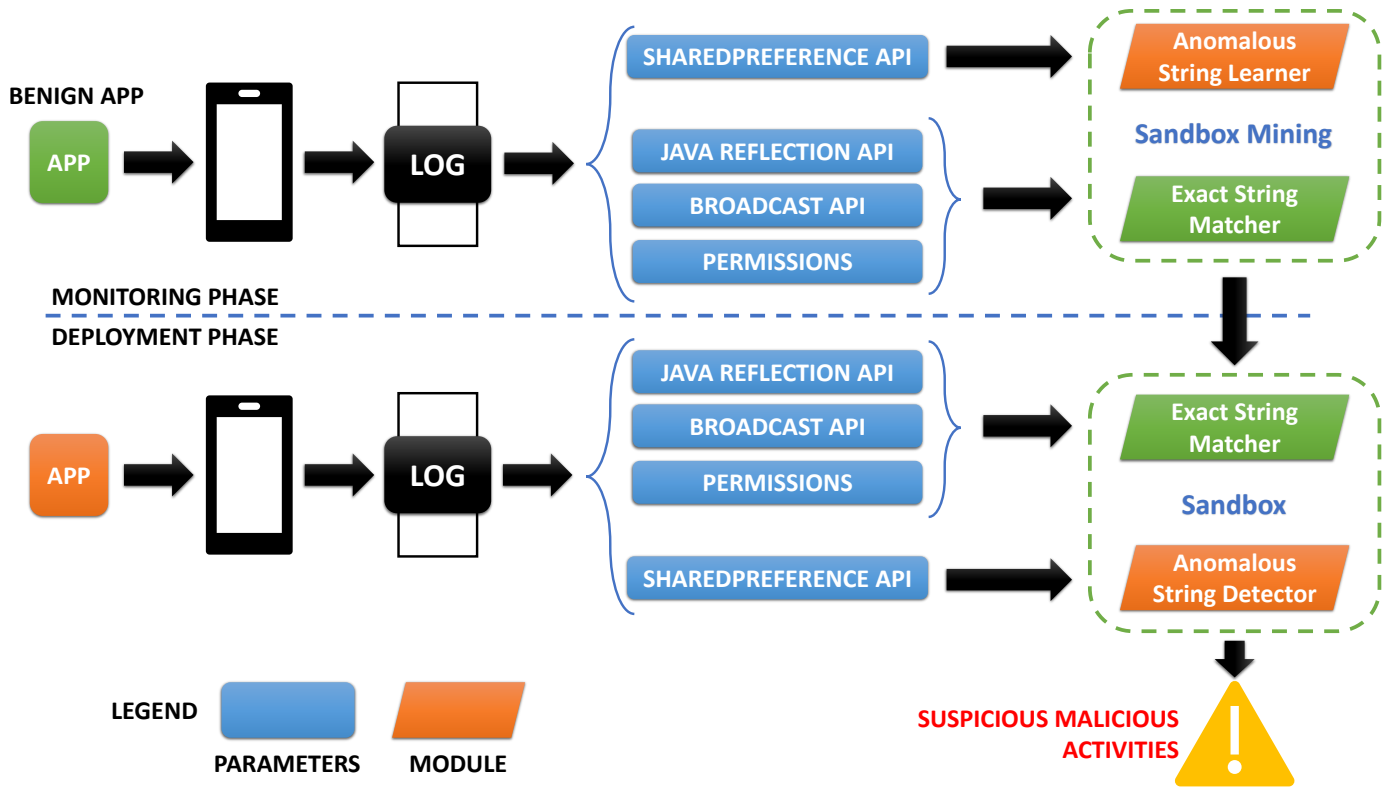 BENIGN APP
APP
LOG
SHAREDPREFERENCE API
JAVA REFLECTION API
BROADCAST API
PERMISSIONS
Anomalous
String Learner
Sandbox Mining
Exact String
Matcher
MONITORING PHASE
DEPLOYMENT PHASE
APP
LOG
JAVA REFLECTION API
BROADCAST API
PERMISSIONS
SHAREDPREFERENCE API
Exact String
Matcher
Sandbox
Anomalous
String Detector
LEGEND
PARAMETERS
MODULE
SUSPICIOUS MALICIOUS
ACTIVITIES